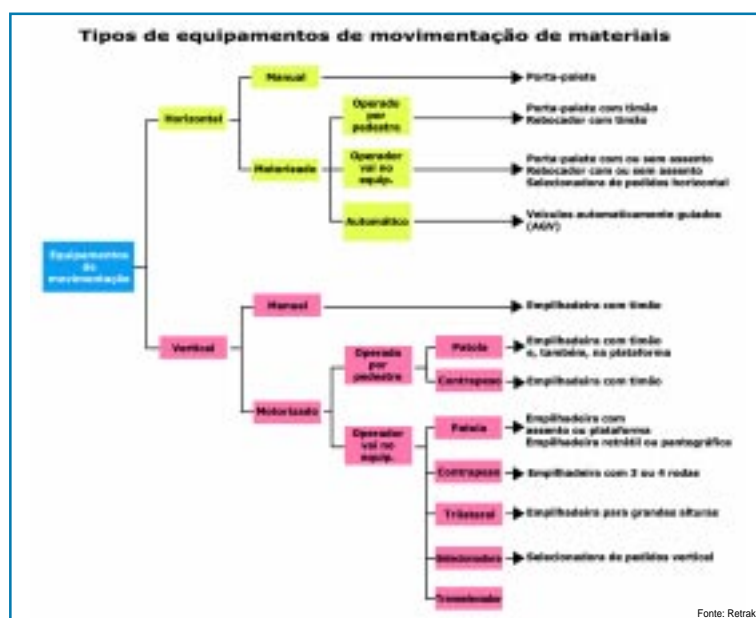 Tipos de equipamentos de movimentação de materiais
Equipamentos
de
movimentação
Horizontal
Manual
Porta-palete
Motorizado
Operado
por
pedestre
Porta-palete com timão
Rebocador com timão
Operador
vai no
equip.
Porta-palete com ou sem assento
Rebocador com ou sem assento
Selecionadora de pedidos horizontal
Automático
Veículos automaticamente guiados
(AGV)
Vertical
Manual
Empilhadeira com timão
Motorizado
Operado
por
pedestre
Patola
Empilhadeira com timão
e, também, na plataforma
Contrapeso
Empilhadeira com timão
Operador
vai no
equip.
Patola
Empilhadeira com
assento ou plataforma
Empilhadeira retrátil ou pantográfica
Contrapeso
Empilhadeira com 3 ou 4 rodas
Trilateral
Empilhadeira para grandes alturas
Selecionadora
Selecionadora de pedidos vertical
Transelevador
Fonte: Retrak